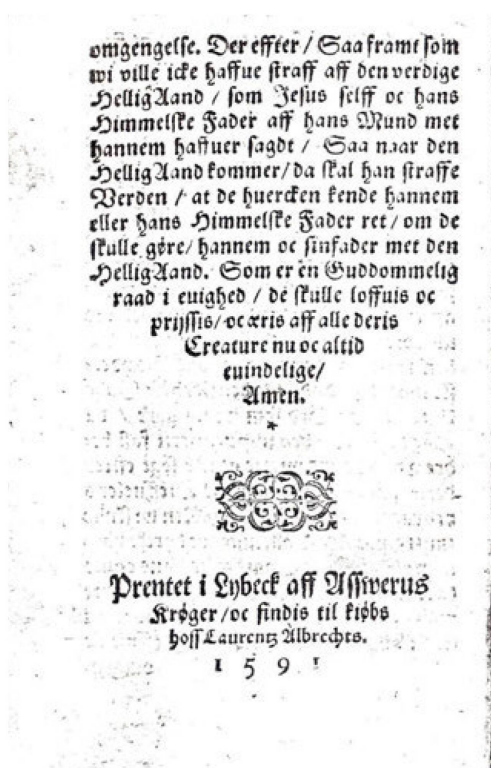 omgengelse. Der effter / Saa framt som
wi ville icke haffue straff aff den verdige
Hellig Aand / som Jesus selff oc hans
Himmelske Fader aff hans Mund met
hannem haffuer sagdt / Saa naar den
Hellig Aand kommer / da skal han straffe
Verden / at de huercken kende hannem
eller hans Himmelske Fader ret / om de
skulle gøre / hannem oc sin fader met den
Hellig Aand. Som er en Guddommelig
raad i euighed / de skulle loffuis oc
prijssis / oc æris aff alle deris
Creature nu oc altid
euindelige /
Amen.
*
Prentet i Lybeck aff Asswerus
Krøger / oc findis til kiøbs
hoss Laurentz Albrechts.
1 5 9 1